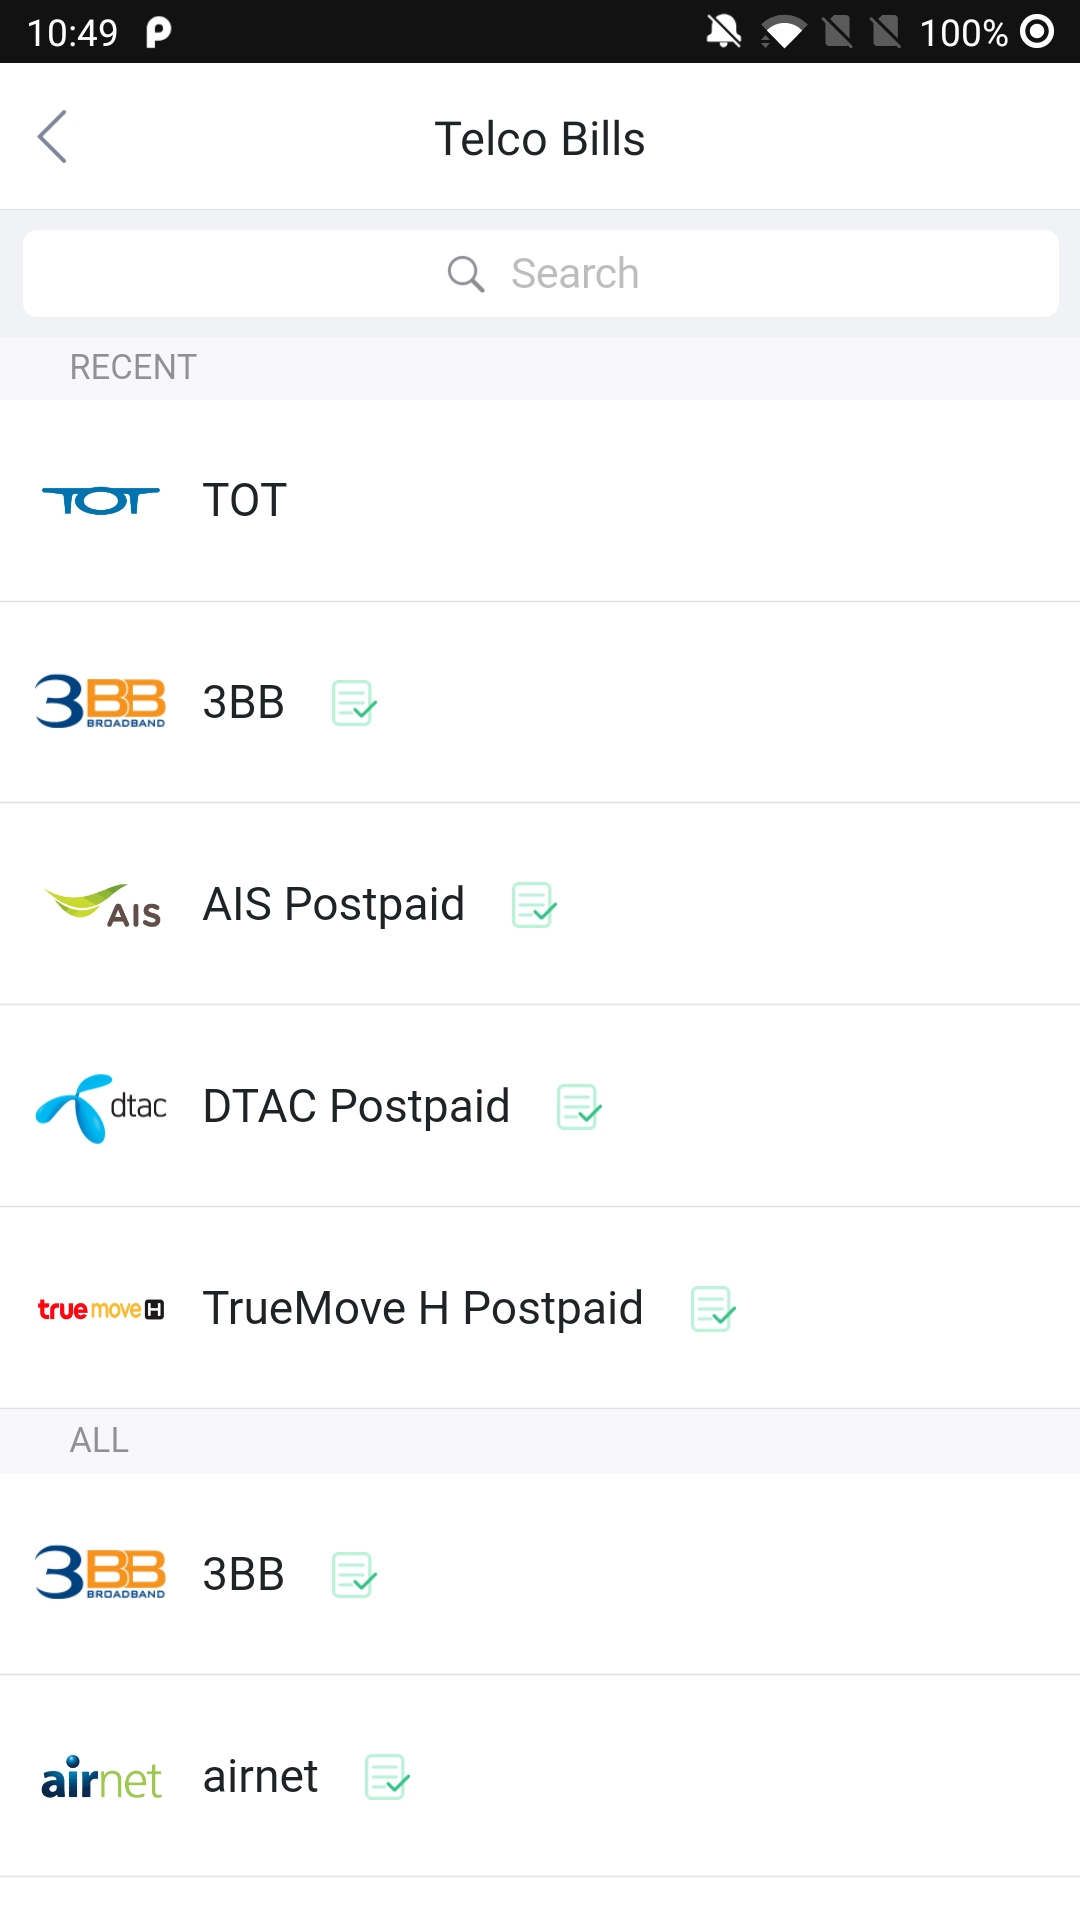 10:49 100%
Telco Bills
Search
RECENT
TOT TOT
3BB BROADBAND 3BB
AIS AIS Postpaid
dtac DTAC Postpaid
true move H TrueMove H Postpaid
ALL
3BB BROADBAND 3BB
airnet airnet